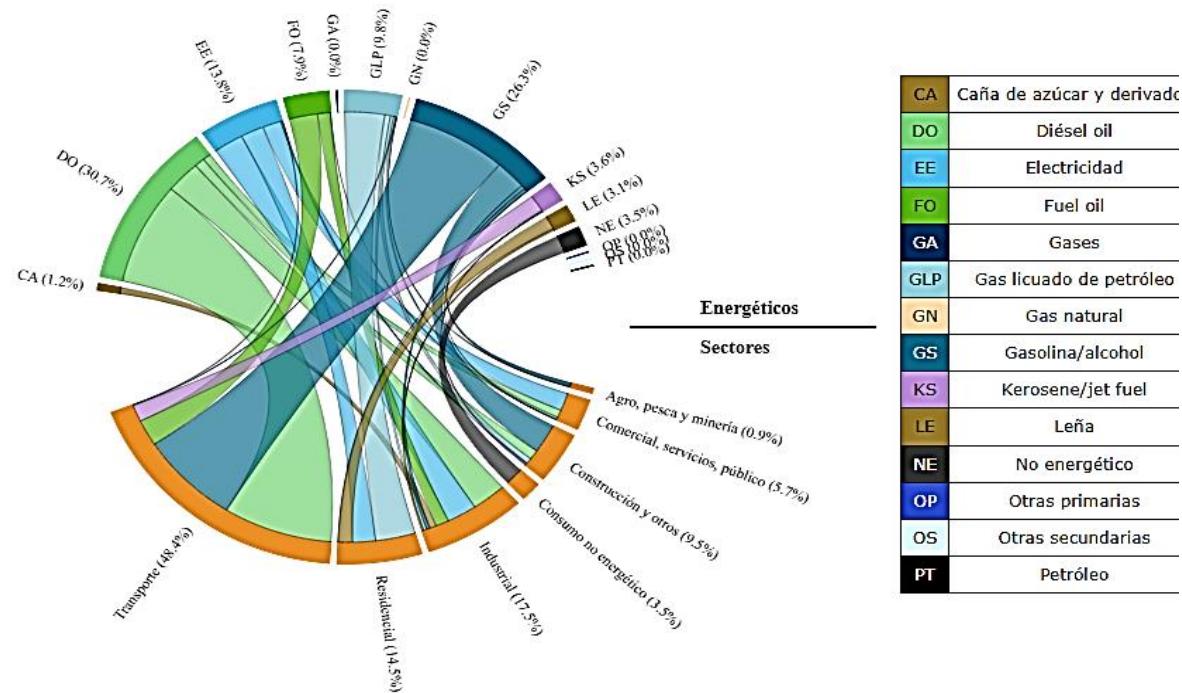 CA (1.2%)
DO (30.7%)
EE (13.8%)
FO (7.9%)
GA (0.0%)
GLP (9.8%)
GN (0.0%)
GS (26.3%)
KS (3.6%)
LE (3.1%)
NE (3.5%)
OP (0.0%)
OS (0.0%)
PT (0.0%)
Energéticos
Sectores
Agro, pesca y minería (0.9%)
Comercial, servicios, público (5.7%)
Construcción y otros (9.5%)
Consumo no energético (3.5%)
Industrial (17.5%)
Residencial (14.5%)
Transporte (48.4%)
CA Caña de azúcar y derivado
DO Diésel oil
EE Electricidad
FO Fuel oil
GA Gases
GLP Gas licuado de petróleo
GN Gas natural
GS Gasolina/alcohol
KS Kerosene/jet fuel
LE Leña
NE No energético
OP Otras primarias
OS Otras secundarias
PT Petróleo